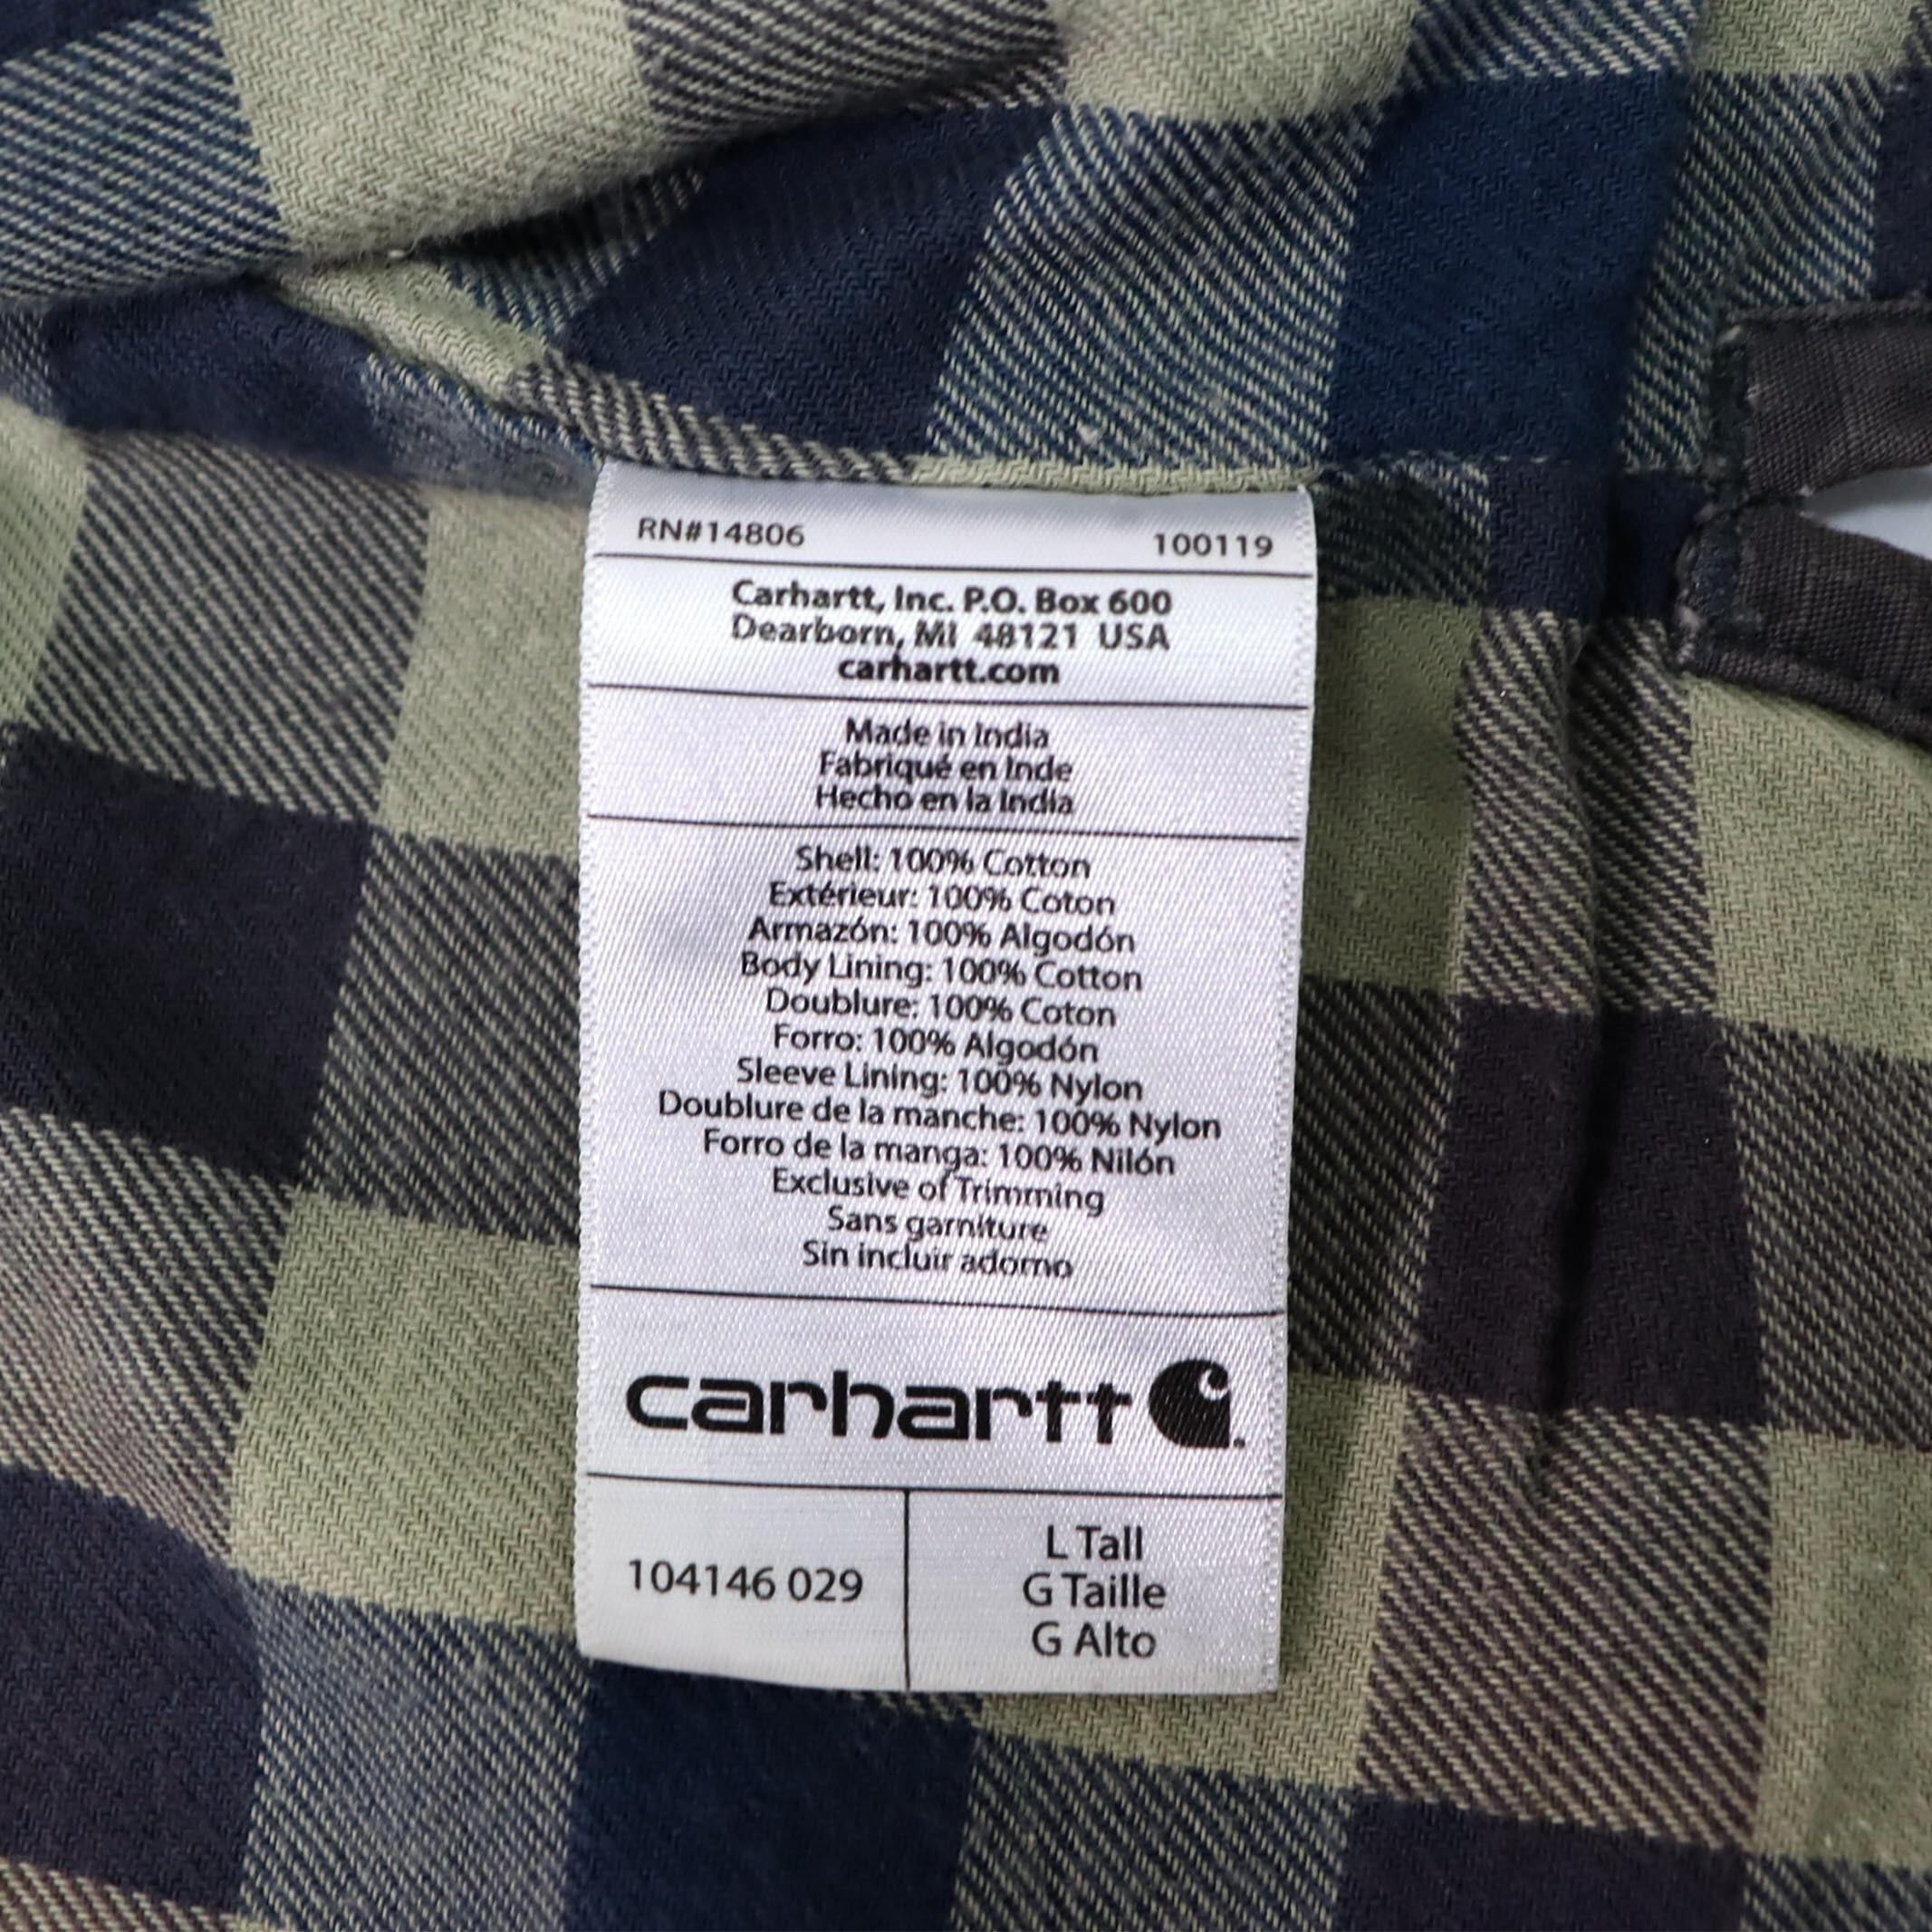 RN#14806 100119
Carhartt, Inc. P.O. Box 600
Dearborn, MI 48121 USA
carhartt.com
Made in India
Fabriqué en Inde
Hecho en la India
Shell: 100% Cotton
Extérieur: 100% Coton
Armazón: 100% Algodón
Body Lining: 100% Cotton
Doublure: 100% Coton
Forro: 100% Algodón
Sleeve Lining: 100% Nylon
Doublure de la manche: 100% Nylon
Forro de la manga: 100% Nilón
Exclusive of Trimming
Sans garniture
Sin incluir adorno
carhartt
104146 029
L Tall
G Taille
G Alto